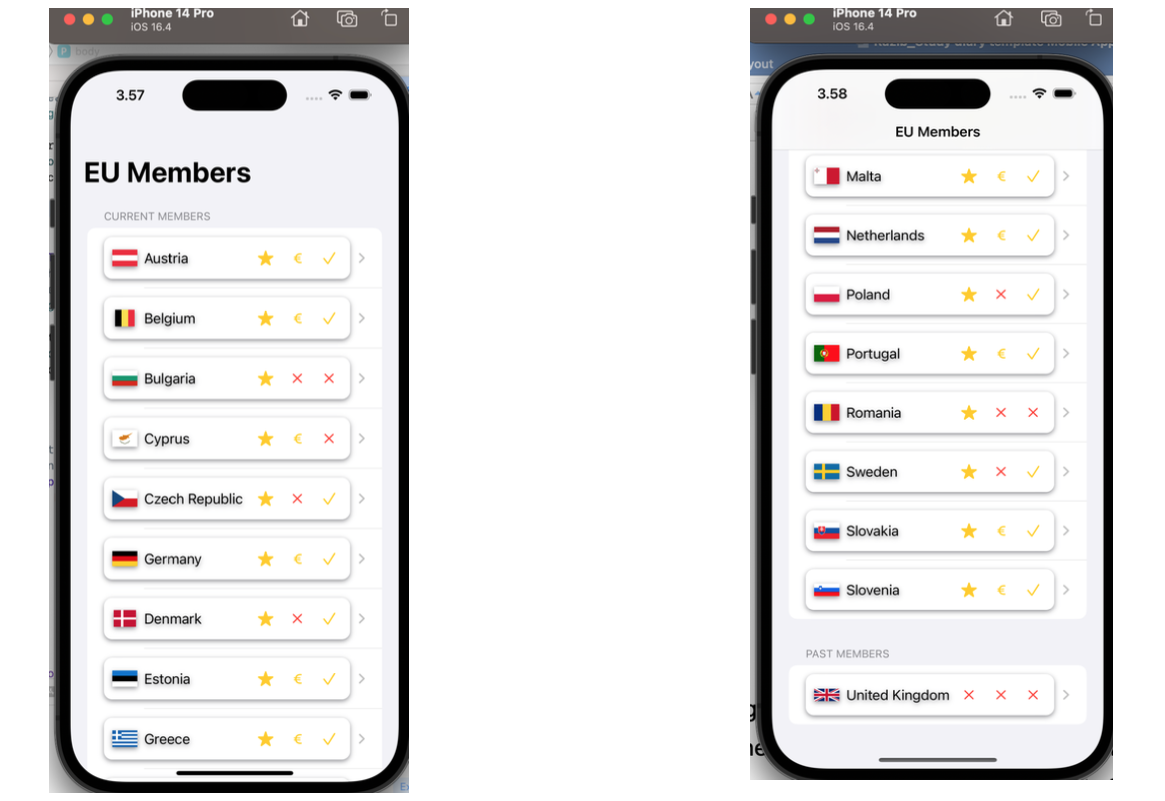 iPhone 14 Pro
iOS 16.4
body
3.57
EU Members
CURRENT MEMBERS
Austria €
Belgium €
Bulgaria
Cyprus €
Czech Republic
Germany €
Denmark
Estonia €
Greece €
iPhone 14 Pro
iOS 16.4
3.58
EU Members
Malta €
Netherlands €
Poland
Portugal €
Romania
Sweden
Slovakia €
Slovenia €
PAST MEMBERS
United Kingdom